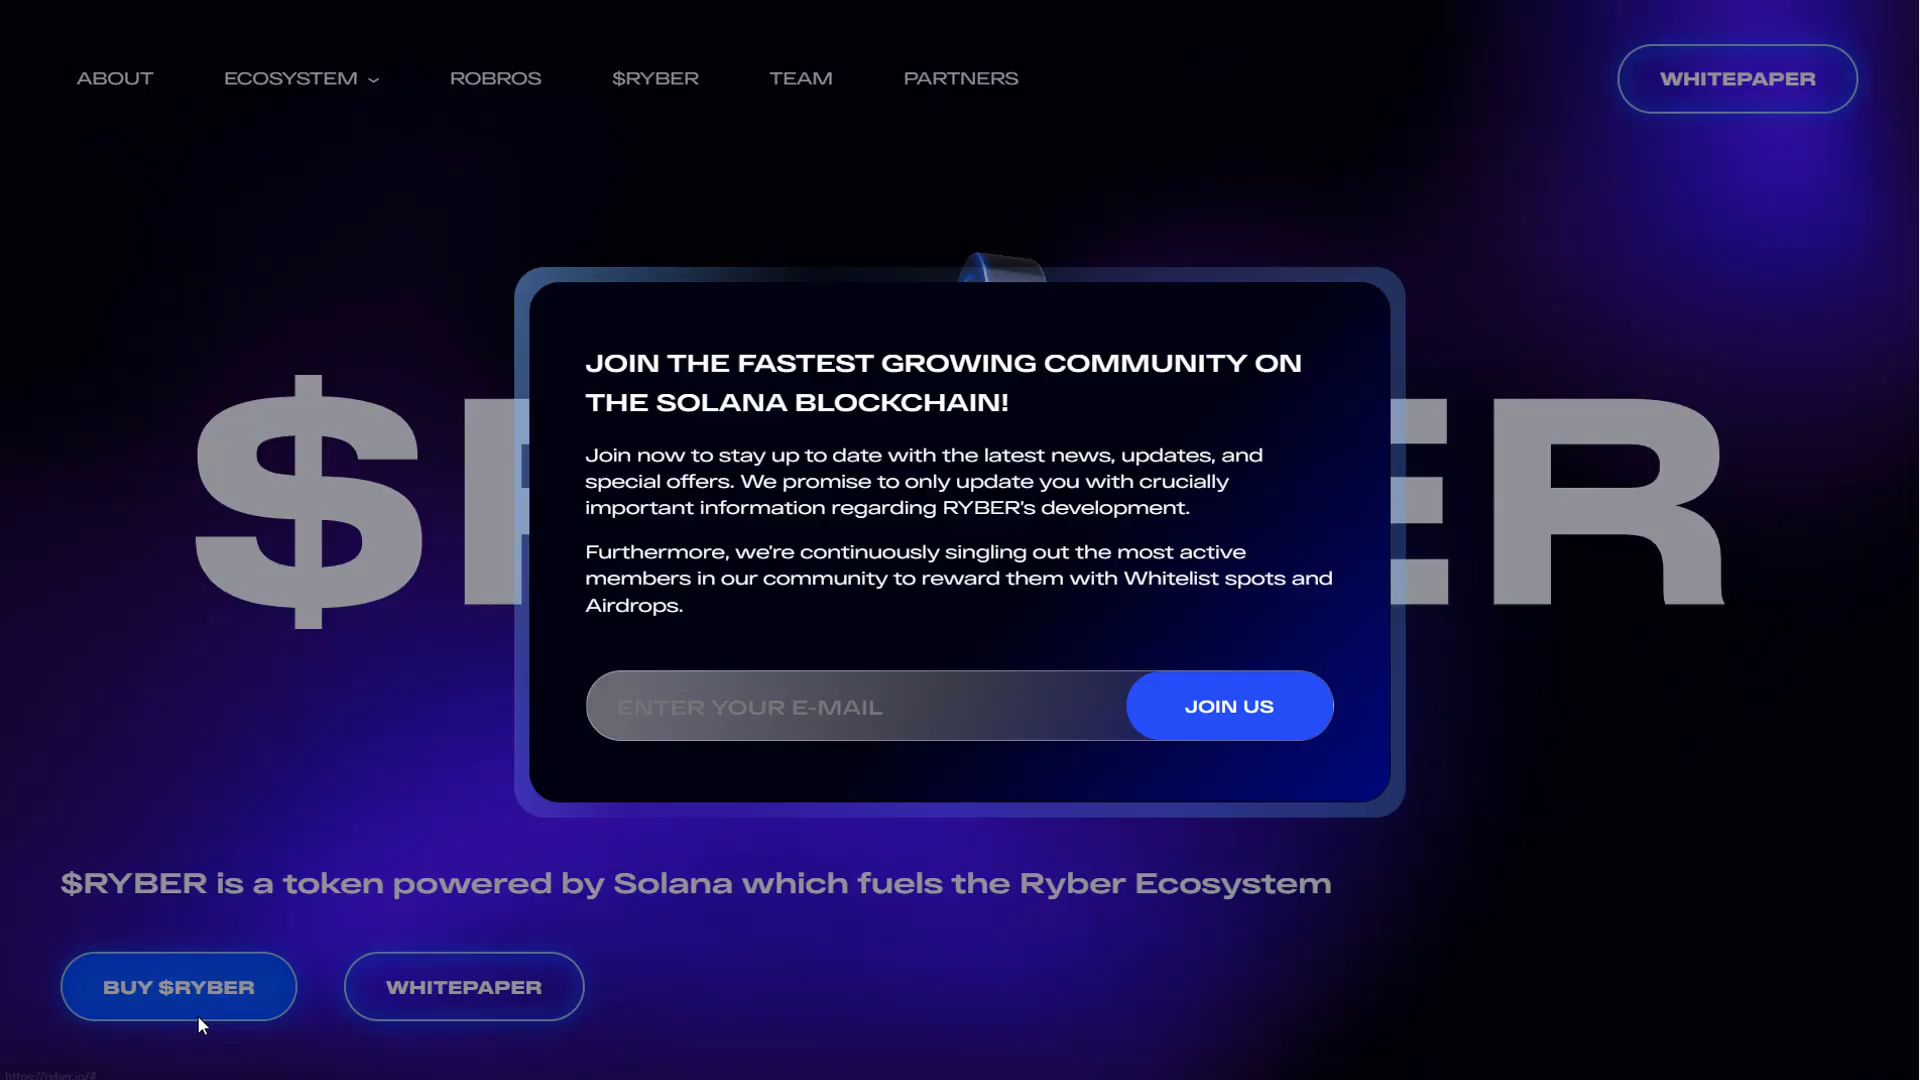 ABOUT ECOSYSTEM ROBROS $RYBER TEAM PARTNERS WHITEPAPER
JOIN THE FASTEST GROWING COMMUNITY ON
THE SOLANA BLOCKCHAIN!
Join now to stay up to date with the latest news, updates, and
special offers. We promise to only update you with crucially
important information regarding RYBER's development.
Furthermore, we're continuously singling out the most active
members in our community to reward them with Whitelist spots and
Airdrops.
ENTER YOUR E-MAIL JOIN US
$RYBER is a token powered by Solana which fuels the Ryber Ecosystem
BUY $RYBER WHITEPAPER
https://ryber.io/#